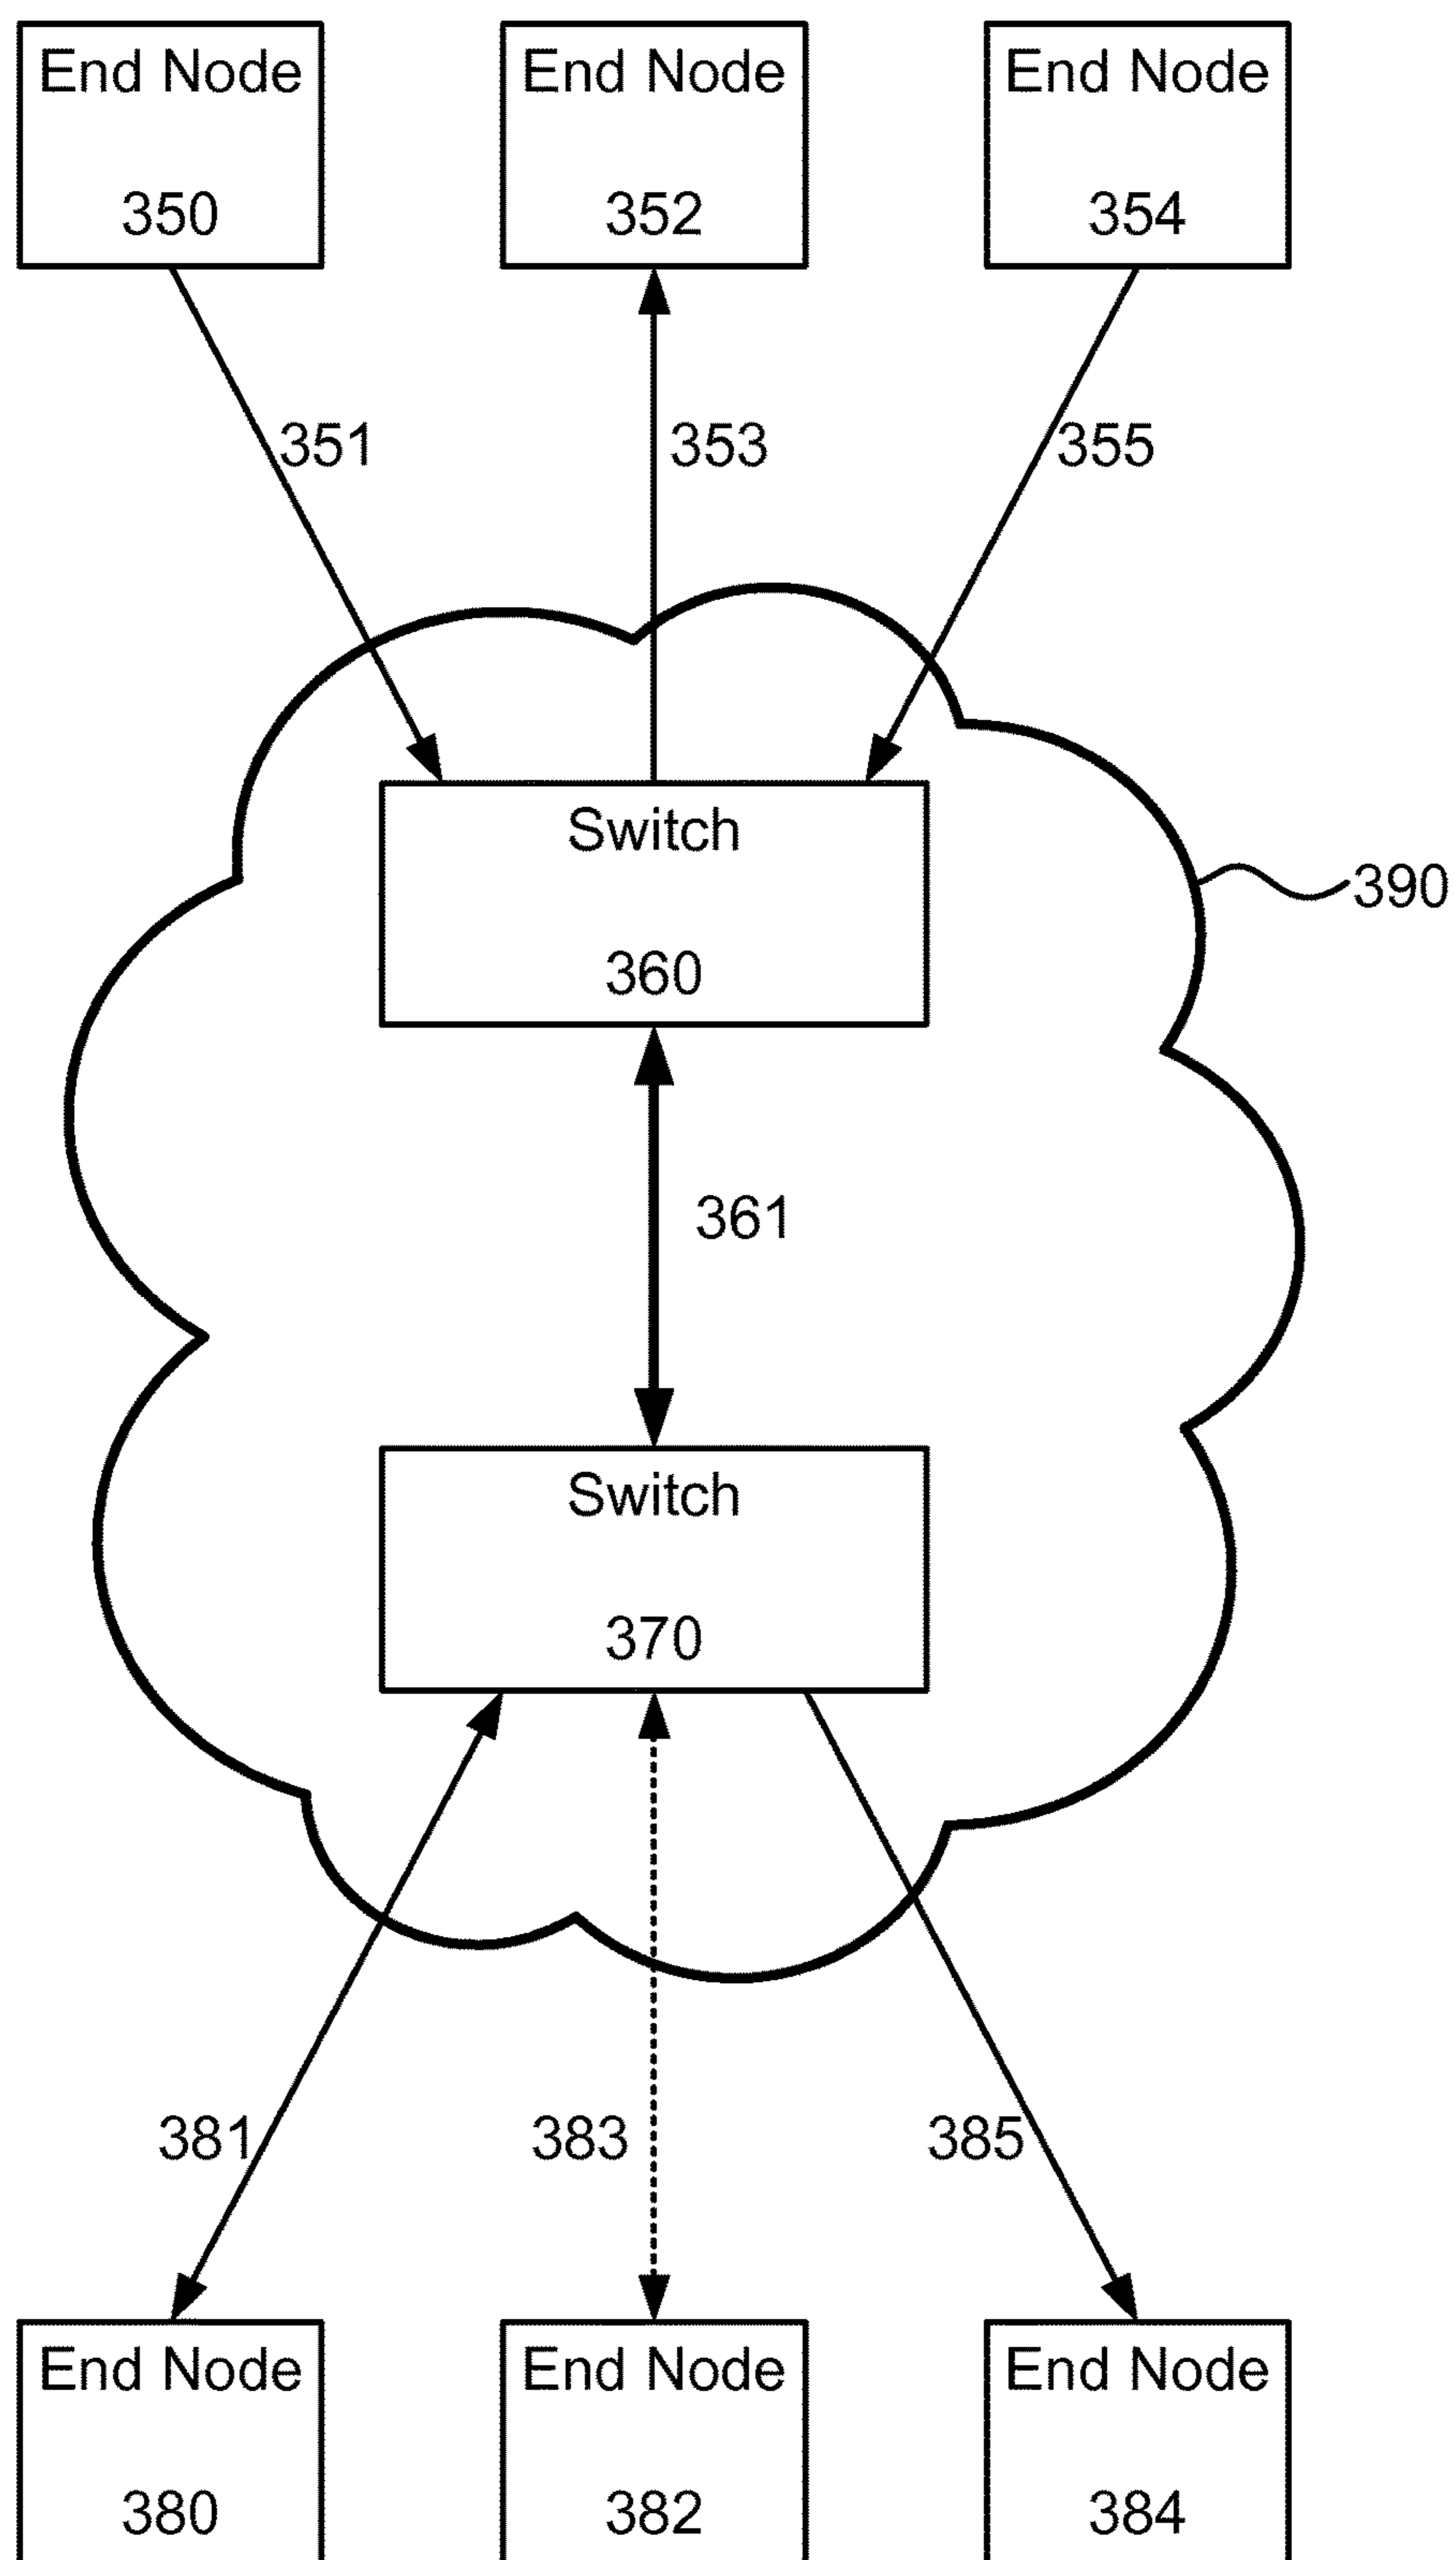 End Node End Node End Node
350 352 354
351 353 355
Switch
390
360
361
Switch
370
381 383 385
End Node End Node End Node
380 382 384